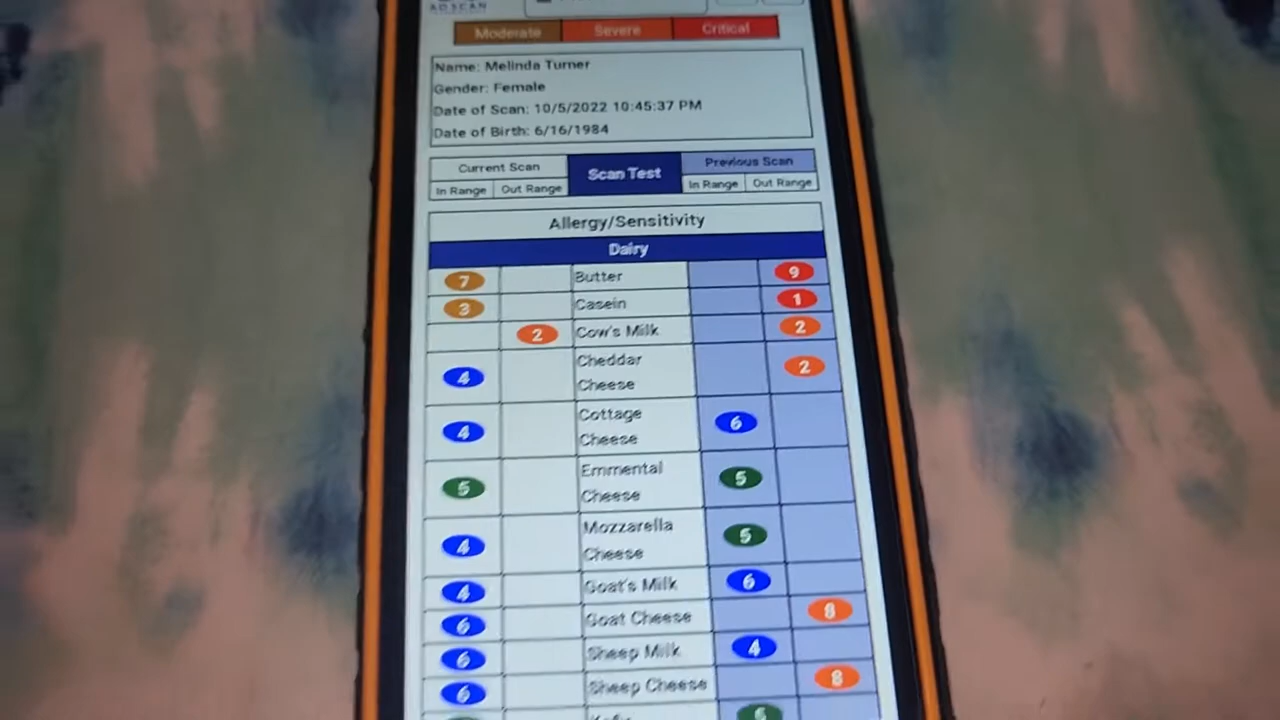 AO SCAN
Moderate Severe Critical
Name: Melinda Turner
Gender: Female
Date of Scan: 10/5/2022 10:45:37 PM
Date of Birth: 6/16/1984
Current Scan Scan Test Previous Scan
In Range Out Range In Range Out Range
Allergy/Sensitivity
Dairy
7 Butter 9
3 Casein 1
2 Cow's Milk 2
4 Cheddar Cheese 2
4 Cottage Cheese 6
5 Emmental Cheese 5
4 Mozzarella Cheese 5
4 Goat's Milk 6
6 Goat Cheese 8
6 Sheep Milk 4
6 Sheep Cheese 8